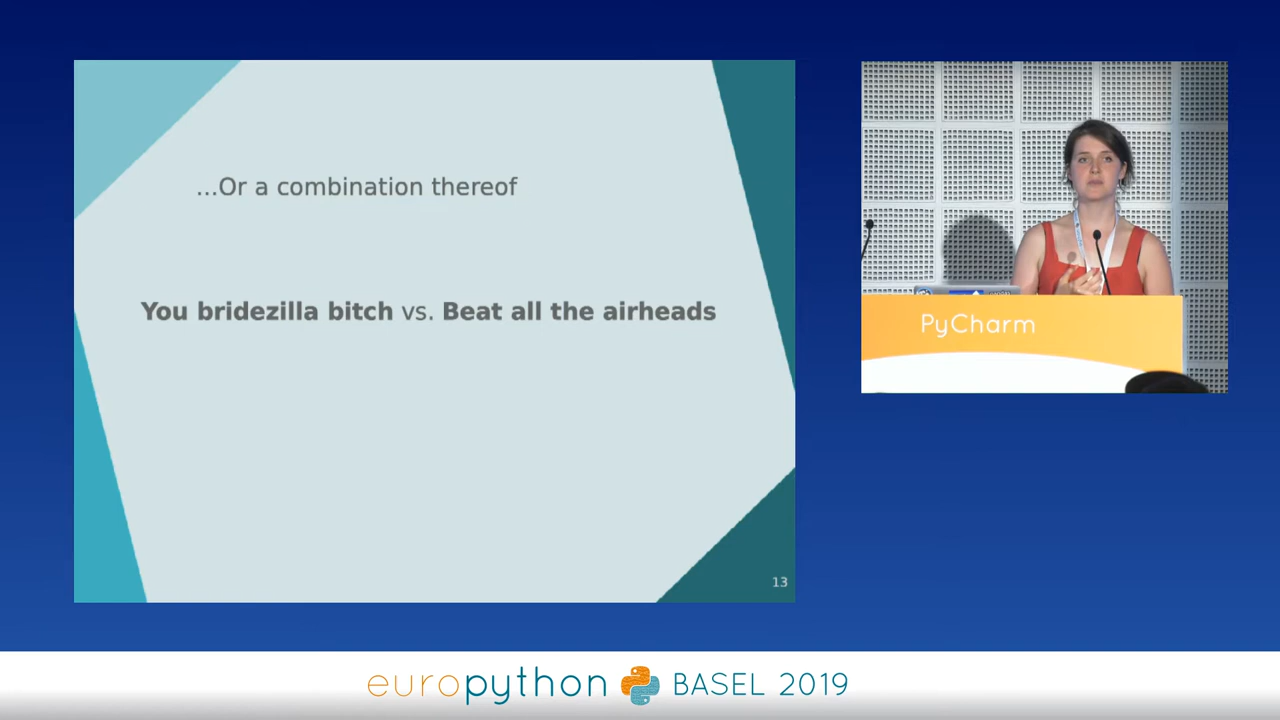 ...Or a combination thereof
You bridezilla bitch vs. Beat all the airheads
13
PyCharm
europython BASEL 2019